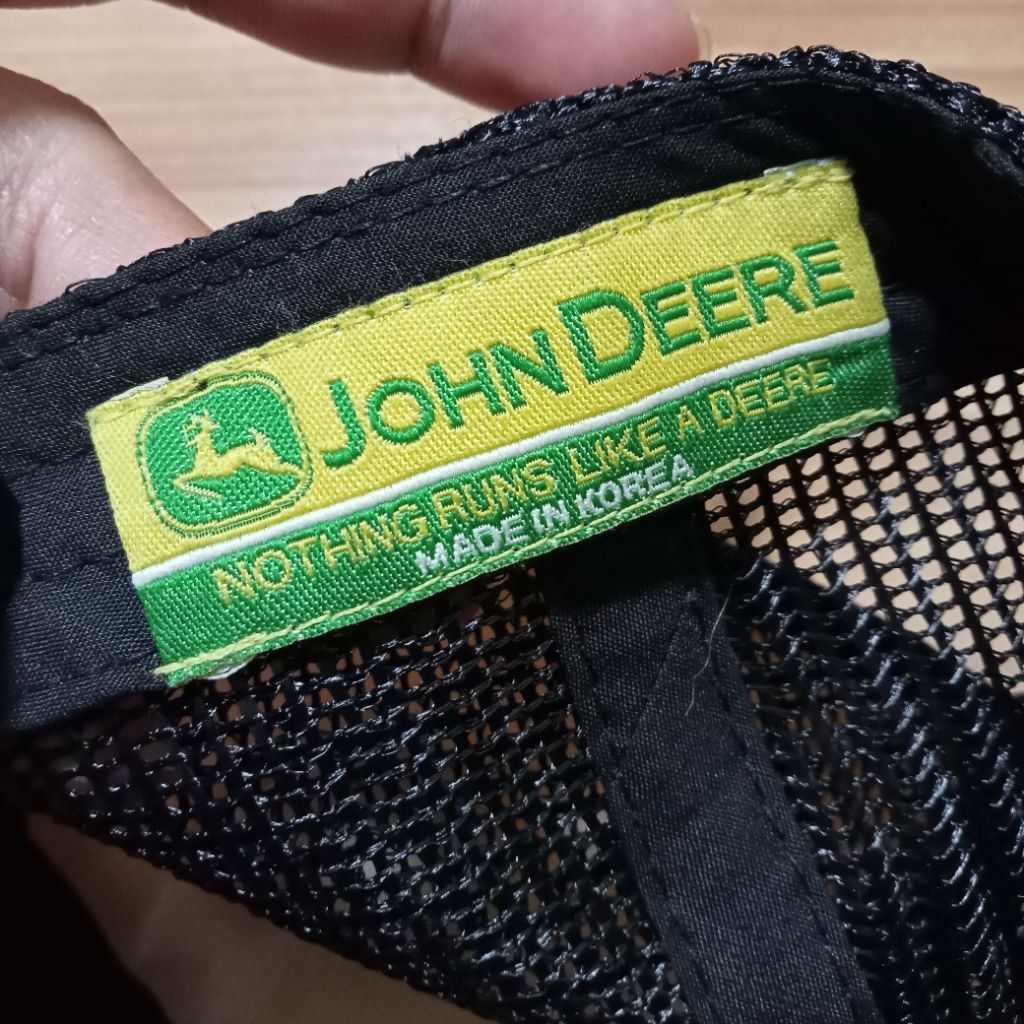 JOHN DEERE
NOTHING RUNS LIKE A DEERE
MADE IN KOREA